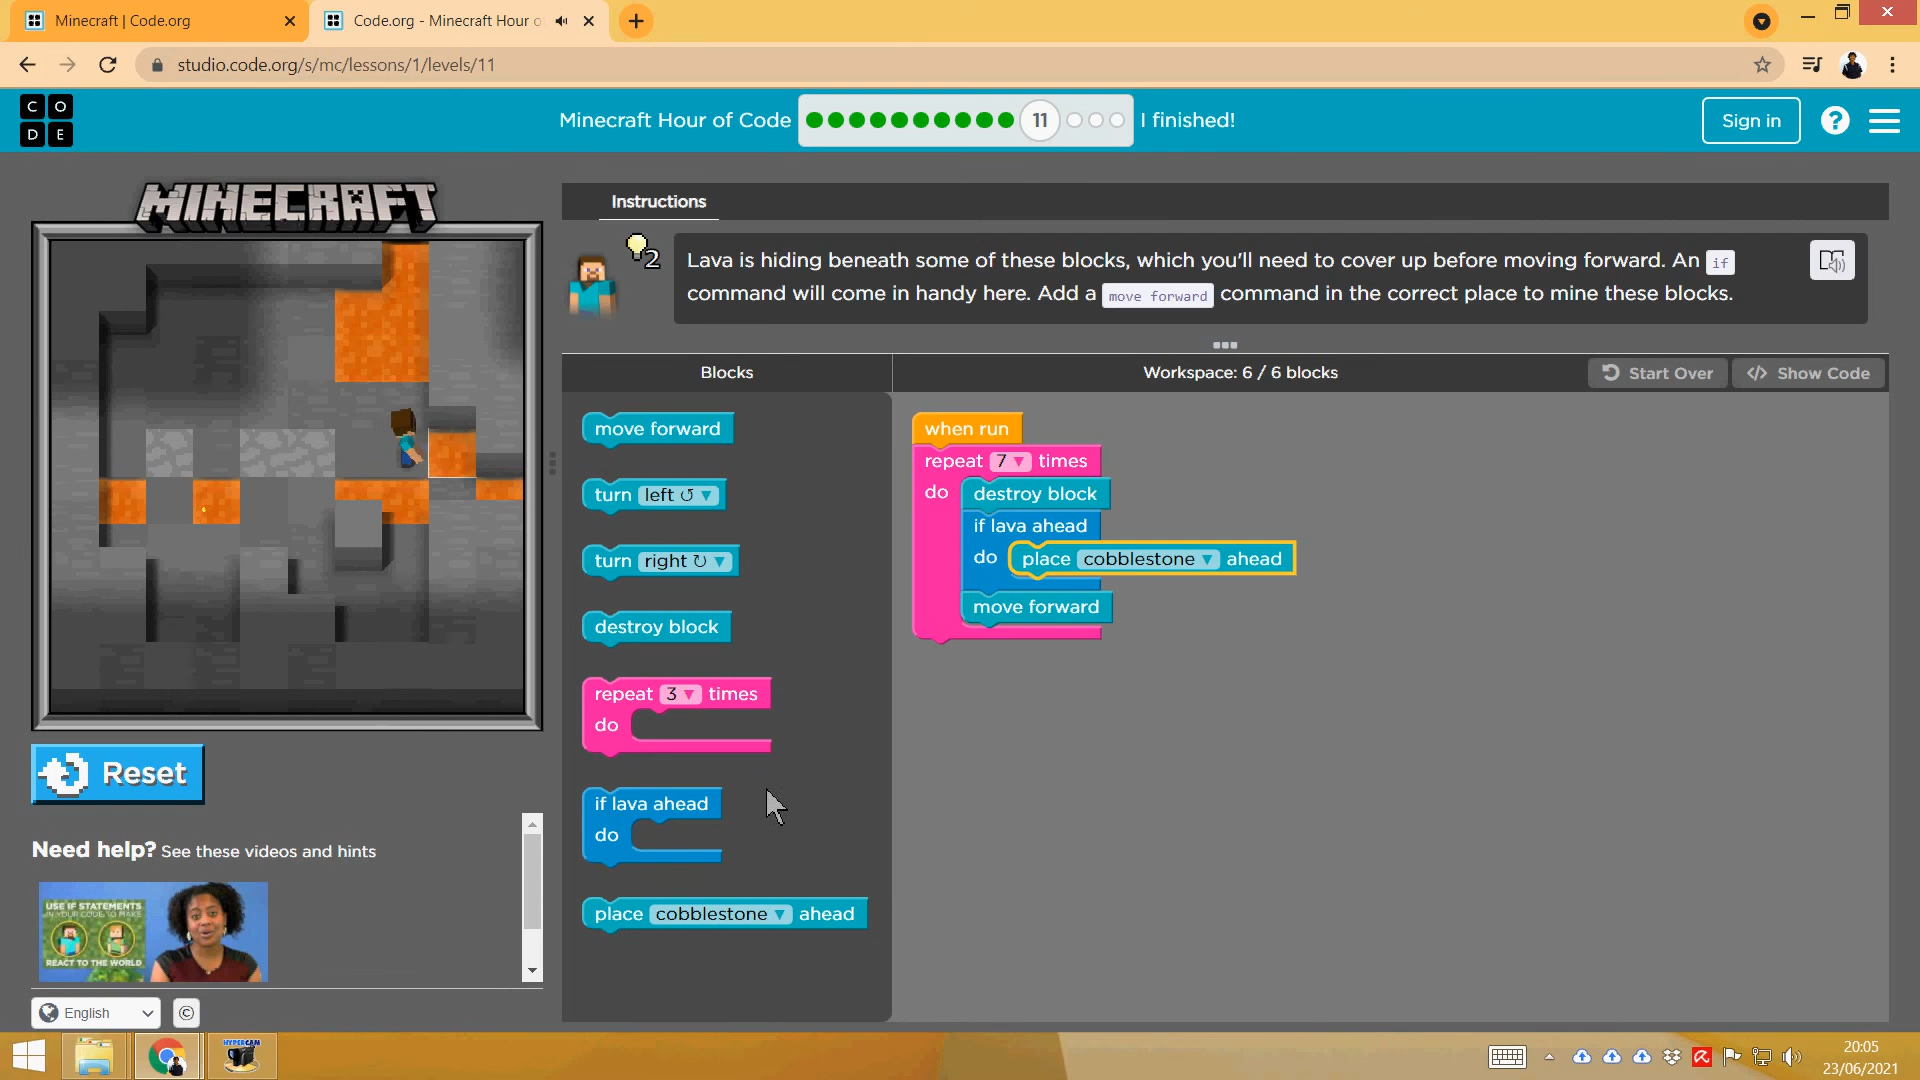 Minecraft | Code.org
Code.org - Minecraft Hour o
studio.code.org/s/mc/lessons/1/levels/11
C O
D E
Minecraft Hour of Code
11
I finished!
Sign in
?
MINECRAFT
Instructions
2
Lava is hiding beneath some of these blocks, which you'll need to cover up before moving forward. An if
command will come in handy here. Add a move forward command in the correct place to mine these blocks.
Blocks
Workspace: 6 / 6 blocks
Start Over
</> Show Code
move forward
turn left ↺ ▼
turn right ↻ ▼
destroy block
repeat 3 ▼ times
do
if lava ahead
do
place cobblestone ▼ ahead
when run
repeat 7 ▼ times
do
destroy block
if lava ahead
do
place cobblestone ▼ ahead
move forward
Reset
Need help? See these videos and hints
USE IF STATEMENTS
IN YOUR CODE TO MAKE
REACT TO THE WORLD
English
©
HYPERCAM
20:05
23/06/2021